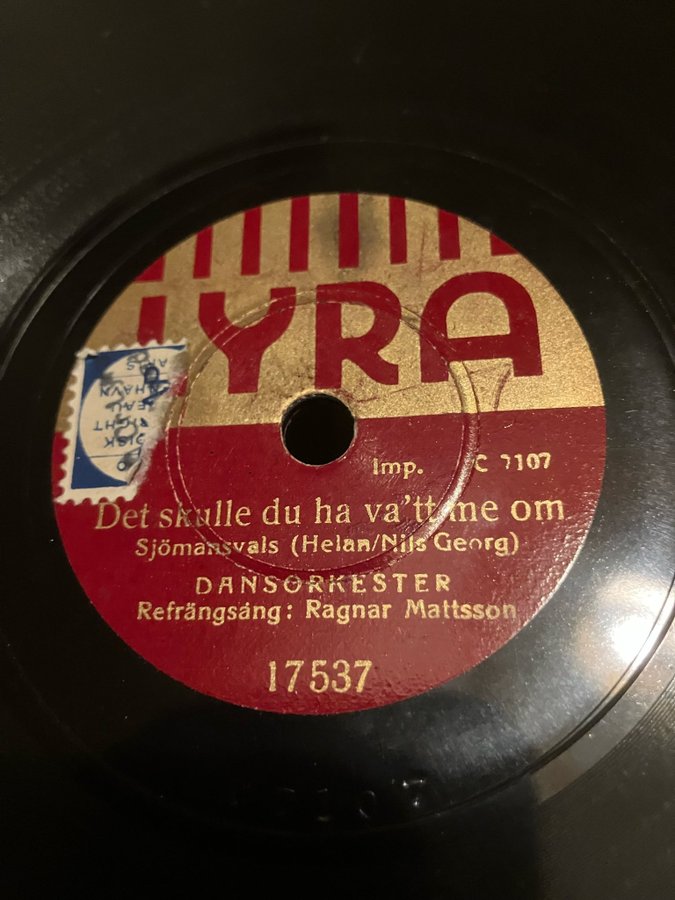 LYRA
Imp. C 7107
Det skulle du ha va'tt me om
Sjömansvals (Helan/Nils Georg)
DANSORKESTER
Refrängsång: Ragnar Mattsson
17537